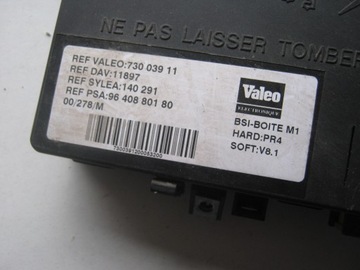 NE PAS LAISSER TOMBER
REF VALEO:730 039 11
REF DAV:11897
REF SYLEA:140 291
REF PSA:96 408 801 80
00/278/M
Valeo
ELECTRONIQUE
BSI-BOITE M1
HARD:PR4
SOFT:V8.1